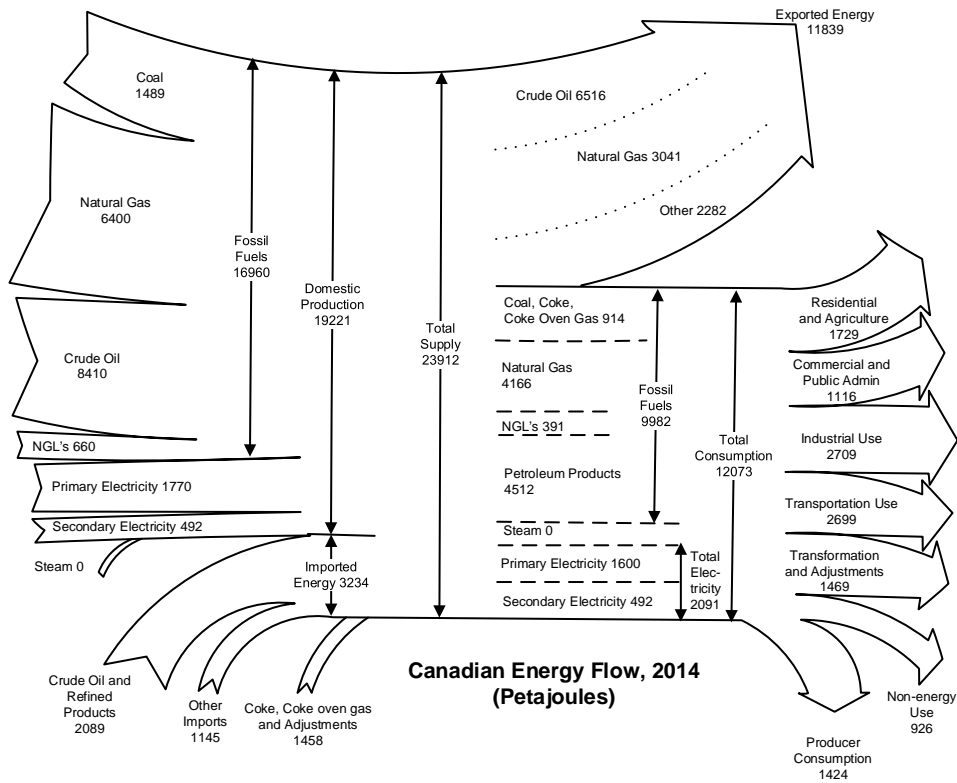 Exported Energy
11839
Coal
1489
Crude Oil 6516
Natural Gas 3041
Natural Gas
6400
Other 2282
Fossil
Fuels
16960
Domestic
Production
19221
Total
Supply
23912
Coal, Coke,
Coke Oven Gas 914
Residential
and Agriculture
1729
Crude Oil
8410
Natural Gas
4166
Fossil
Fuels
9982
Commercial and
Public Admin
1116
NGL's 391
NGL's 660
Total
Consumption
12073
Industrial Use
2709
Petroleum Products
4512
Primary Electricity 1770
Transportation Use
2699
Secondary Electricity 492
Steam 0
Steam 0
Imported
Energy 3234
Primary Electricity 1600
Total
Elec-
tricity
2091
Transformation
and Adjustments
1469
Secondary Electricity 492
Canadian Energy Flow, 2014
(Petajoules)
Crude Oil and
Refined
Products
2089
Other
Imports
1145
Coke, Coke oven gas
and Adjustments
1458
Non-energy
Use
926
Producer
Consumption
1424